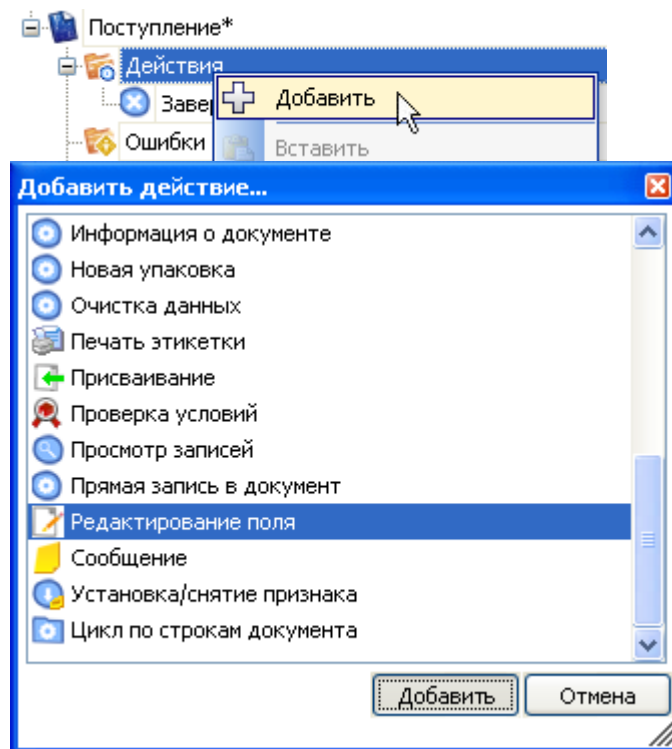 Поступление*
Действия
Завер
Добавить
Ошибки
Вставить
Добавить действие...
Информация о документе
Новая упаковка
Очистка данных
Печать этикетки
Присваивание
Проверка условий
Просмотр записей
Прямая запись в документ
Редактирование поля
Сообщение
Установка/снятие признака
Цикл по строкам документа
Добавить
Отмена